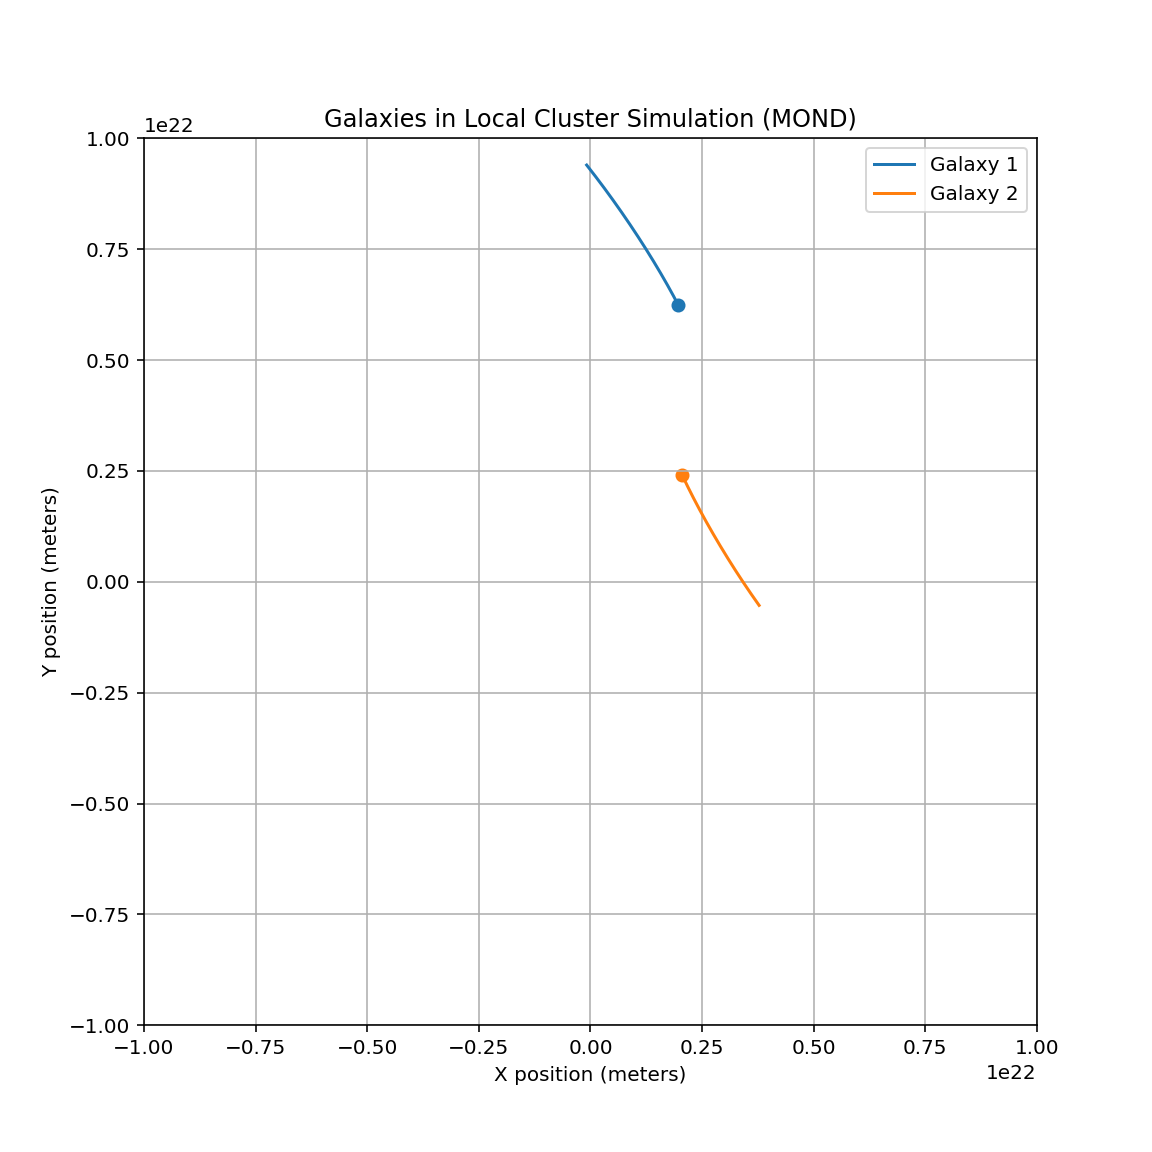 Galaxies in Local Cluster Simulation (MOND)
1e22
Galaxy 1
Galaxy 2
1.00
0.75
0.50
0.25
0.00
−0.25
−0.50
−0.75
−1.00
Y position (meters)
−1.00 −0.75 −0.50 −0.25 0.00 0.25 0.50 0.75 1.00
X position (meters)
1e22